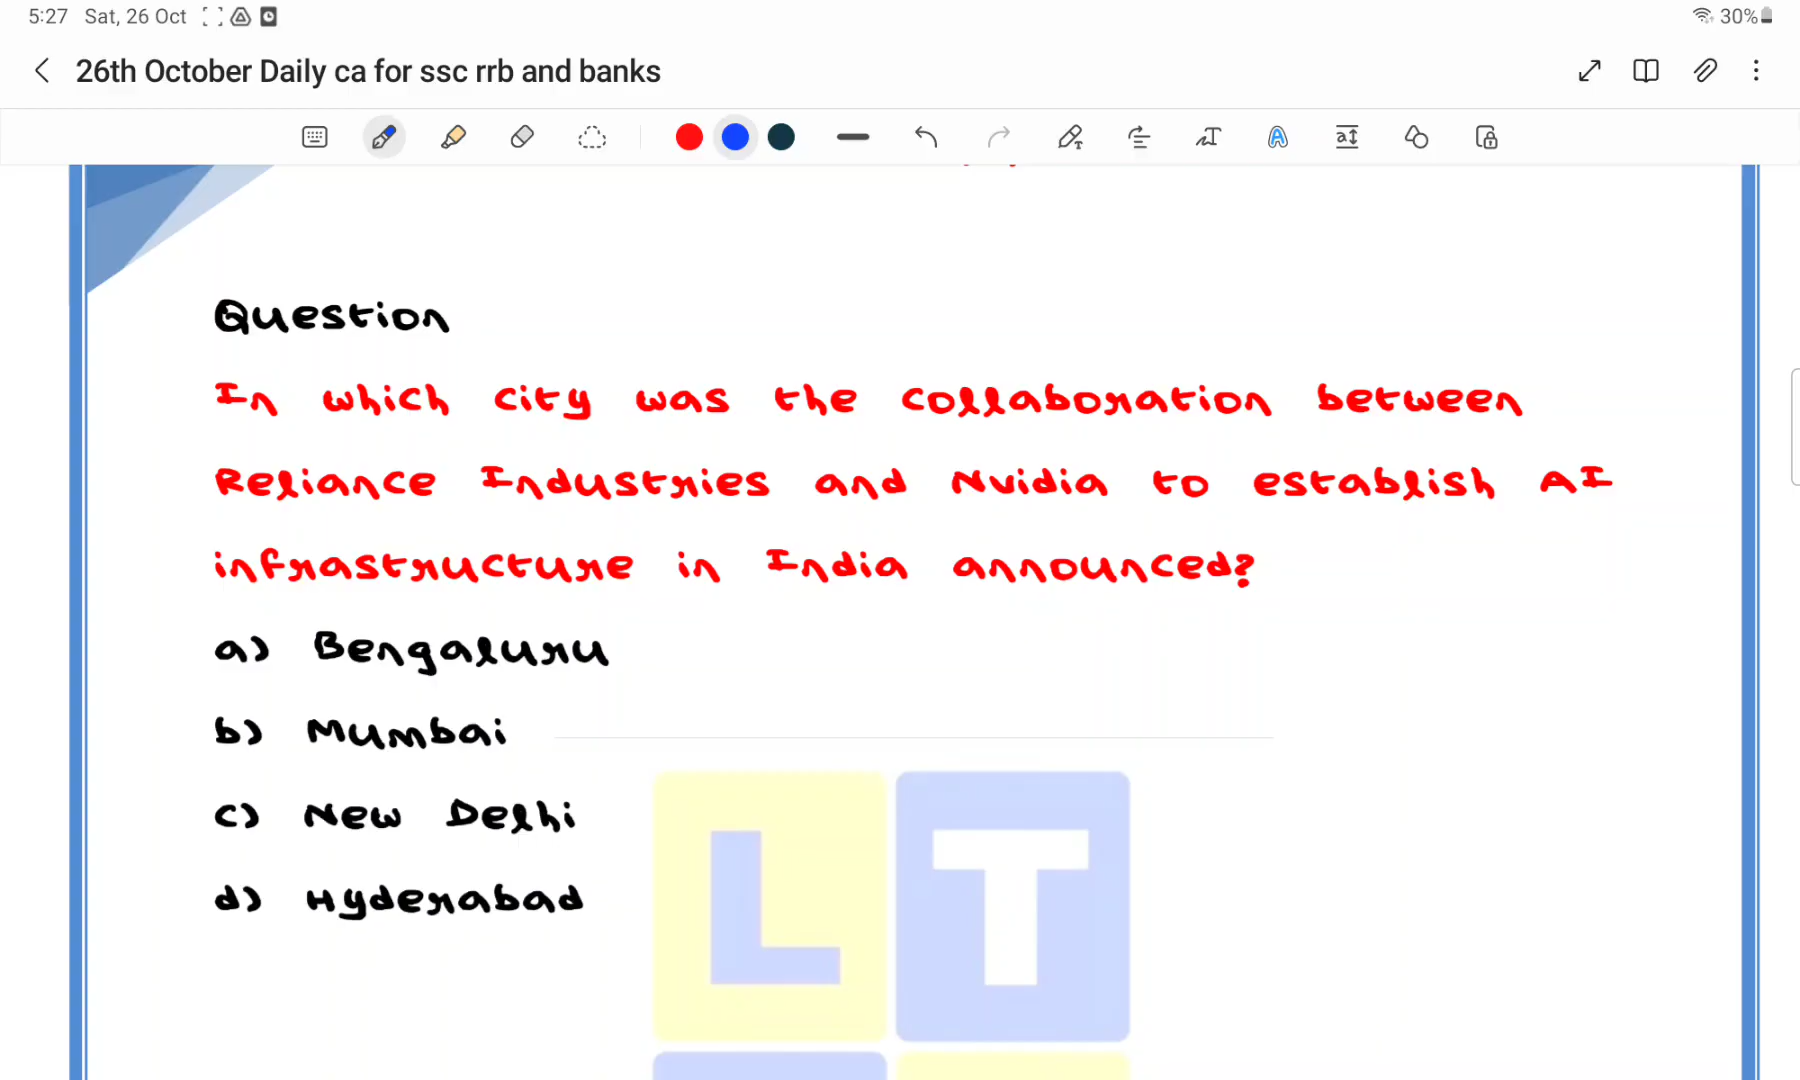 5:27 Sat, 26 Oct 30%
26th October Daily ca for ssc rrb and banks
Question
In which city was the collaboration between
Reliance Industries and Nvidia to establish AI
infrastructure in India announced?
a) Bengaluru
b) Mumbai
c) New Delhi
d) Hyderabad
L T